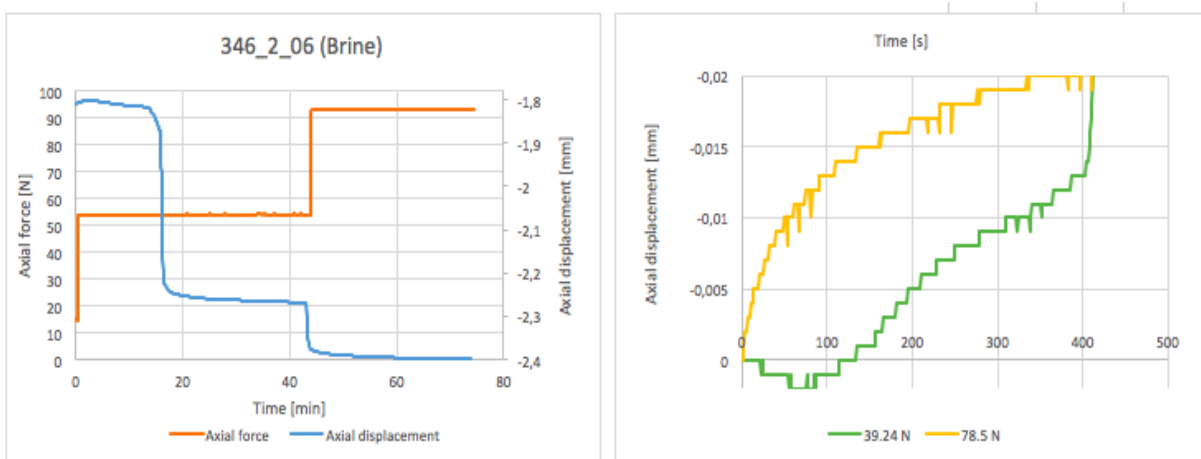 346_2_06 (Brine)
Axial force [N]
100
90
80
70
60
50
40
30
20
10
0
-1,8
-1,9
-2
-2,1
-2,2
-2,3
-2,4
Axial displacement [mm]
0 20 40 60 80
Time [min]
Axial force Axial displacement
Time [s]
Axial displacement [mm]
-0,02
-0,015
-0,01
-0,005
0
0 100 200 300 400 500
39.24 N 78.5 N